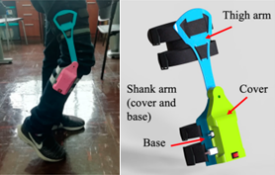 Thigh arm
Shank arm
(cover and
base)
Cover
Base